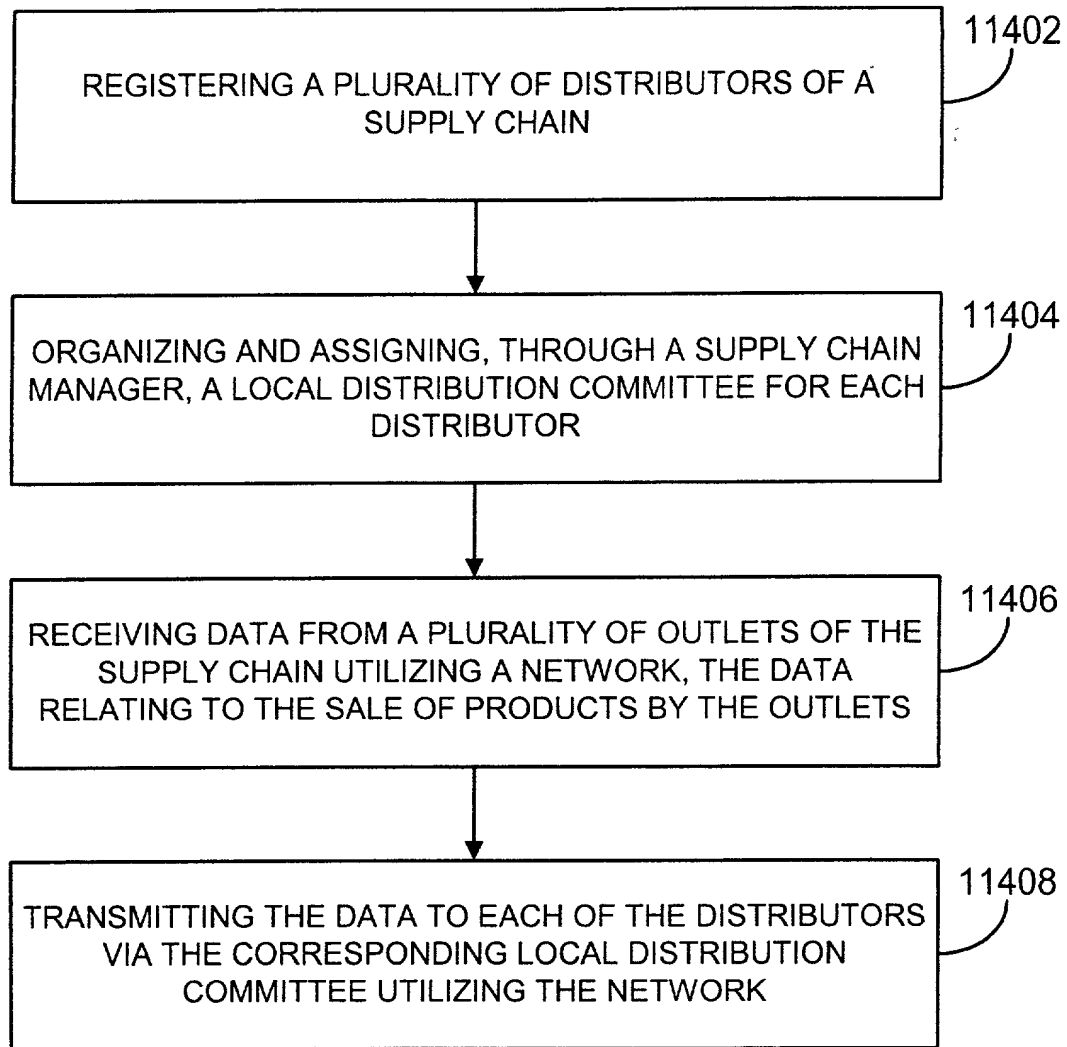 11402
REGISTERING A PLURALITY OF DISTRIBUTORS OF A
SUPPLY CHAIN
11404
ORGANIZING AND ASSIGNING, THROUGH A SUPPLY CHAIN
MANAGER, A LOCAL DISTRIBUTION COMMITTEE FOR EACH
DISTRIBUTOR
11406
RECEIVING DATA FROM A PLURALITY OF OUTLETS OF THE
SUPPLY CHAIN UTILIZING A NETWORK, THE DATA
RELATING TO THE SALE OF PRODUCTS BY THE OUTLETS
11408
TRANSMITTING THE DATA TO EACH OF THE DISTRIBUTORS
VIA THE CORRESPONDING LOCAL DISTRIBUTION
COMMITTEE UTILIZING THE NETWORK